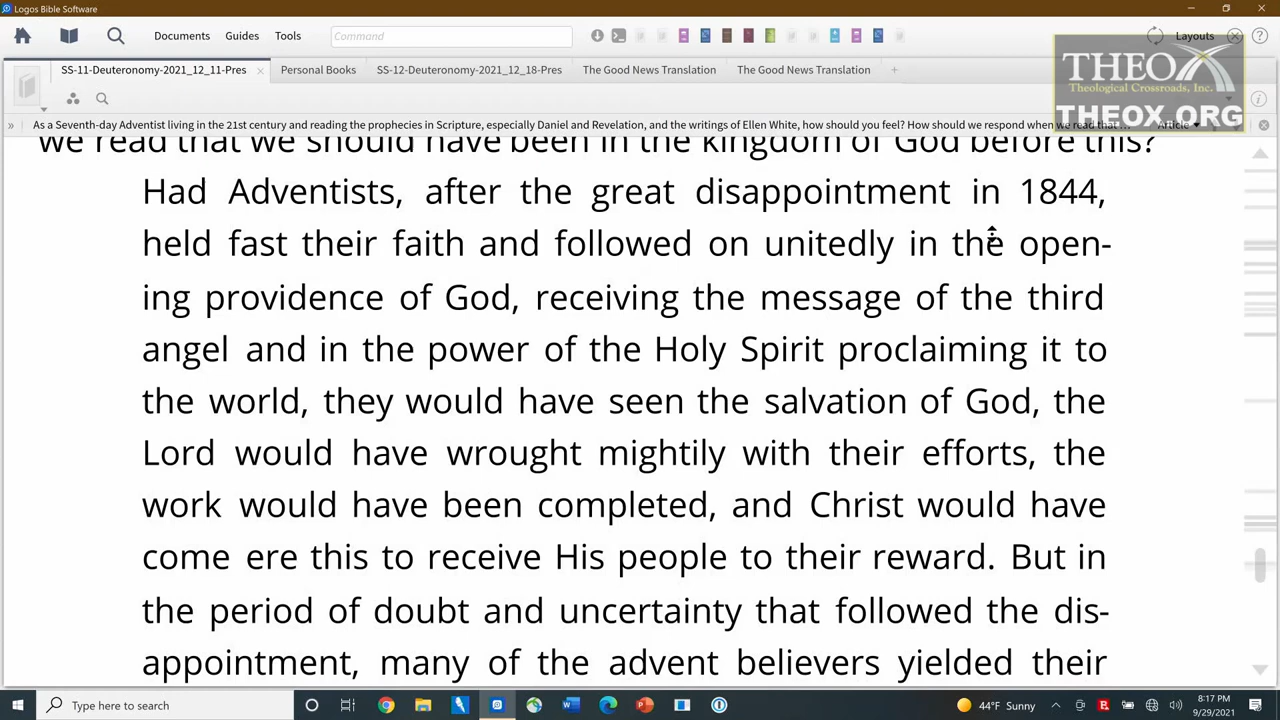 Logos Bible Software
Documents Guides Tools Command Layouts
SS-11-Deuteronomy-2021_12_11-Pres Personal Books SS-12-Deuteronomy-2021_12_18-Pres The Good News Translation The Good News Translation
THEOX
Theological Crossroads, Inc.
THEOX.ORG
As a Seventh-day Adventist living in the 21st century and reading the prophecies in Scripture, especially Daniel and Revelation, and the writings of Ellen White, how should you feel? How should we respond when we read that ... Article
we read that we should have been in the kingdom of God before this?
Had Adventists, after the great disappointment in 1844,
held fast their faith and followed on unitedly in the open-
ing providence of God, receiving the message of the third
angel and in the power of the Holy Spirit proclaiming it to
the world, they would have seen the salvation of God, the
Lord would have wrought mightily with their efforts, the
work would have been completed, and Christ would have
come ere this to receive His people to their reward. But in
the period of doubt and uncertainty that followed the dis-
appointment, many of the advent believers yielded their
Type here to search 44°F Sunny 8:17 PM
9/29/2021